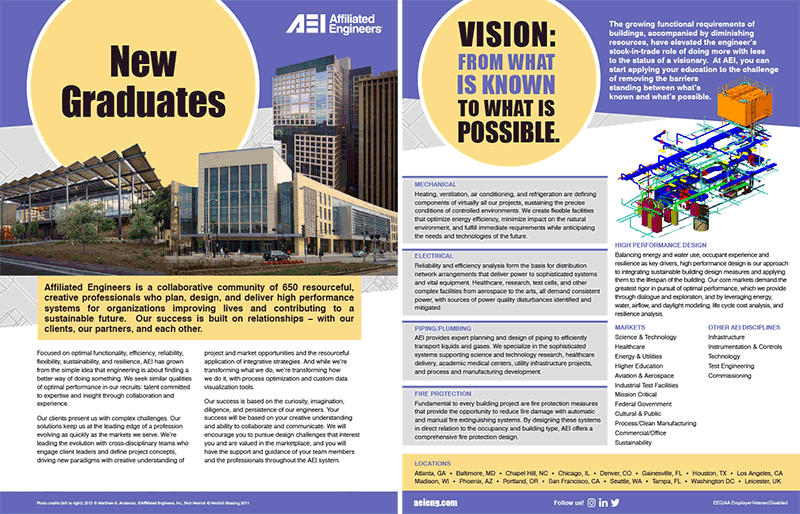 AEI Affiliated
Engineers®
New
Graduates
Affiliated Engineers is a collaborative community of 650 resourceful,
creative professionals who plan, design, and deliver high performance
systems for organizations improving lives and contributing to a
sustainable future.  Our success is built on relationships – with our
clients, our partners, and each other.
Focused on optimal functionality, efficiency, reliability,
flexibility, sustainability, and resilience, AEI has grown
from the simple idea that engineering is about finding a
better way of doing something. We seek similar qualities
of optimal performance in our recruits: talent committed
to expertise and insight through collaboration and
experience.
Our clients present us with complex challenges. Our
solutions keep us at the leading edge of a profession
evolving as quickly as the markets we serve. We're
leading the evolution with cross-disciplinary teams who
engage client leaders and define project concepts,
driving new paradigms with creative understanding of
project and market opportunities and the resourceful
application of integrative strategies. And while we're
transforming what we do, we're transforming how
we do it, with process optimization and custom data
visualization tools.
Our success is based on the curiosity, imagination,
diligence, and persistence of our engineers. Your
success will be based on your creative understanding
and ability to collaborate and communicate. We will
encourage you to pursue design challenges that interest
you and are valued in the marketplace, and you will
have the support and guidance of your team members
and the professionals throughout the AEI system.
Photo credits (left to right): 2015 © Matthew G. Anderson, ©Affiliated Engineers, Inc., Nick Merrick © Hedrich Blessing 2011
VISION:
FROM WHAT
IS KNOWN
TO WHAT IS
POSSIBLE.
The growing functional requirements of
buildings, accompanied by diminishing
resources, have elevated the engineer's
stock-in-trade role of doing more with less
to the status of a visionary.  At AEI, you can
start applying your education to the challenge
of removing the barriers
standing between what's
known and what's possible.
MECHANICAL
Heating, ventilation, air conditioning, and refrigeration are defining
components of virtually all our projects, sustaining the precise
conditions of controlled environments. We create flexible facilities
that optimize energy efficiency, minimize impact on the natural
environment, and fulfill immediate requirements while anticipating
the needs and technologies of the future.
ELECTRICAL
Reliability and efficiency analysis form the basis for distribution
network arrangements that deliver power to sophisticated systems
and vital equipment. Healthcare, research, test cells, and other
complex facilities from aerospace to the arts, all demand consistent
power, with sources of power quality disturbances identified and
mitigated.
PIPING/PLUMBING
AEI provides expert planning and design of piping to efficiently
transport liquids and gases. We specialize in the sophisticated
systems supporting science and technology research, healthcare
delivery, academic medical centers, utility infrastructure projects,
and process and manufacturing development.
FIRE PROTECTION
Fundamental to every building project are fire protection measures
that provide the opportunity to reduce fire damage with automatic
and manual fire extinguishing systems. By designing these systems
in direct relation to the occupancy and building type, AEI offers a
comprehensive fire protection design.
HIGH PERFORMANCE DESIGN
Balancing energy and water use, occupant experience and
resilience as key drivers, high performance design is our approach
to integrating sustainable building design measures and applying
them to the lifespan of the building. Our core markets demand the
greatest rigor in pursuit of optimal performance, which we provide
through dialogue and exploration, and by leveraging energy,
water, airflow, and daylight modeling, life cycle cost analysis, and
resilience analysis.
MARKETS
Science & Technology
Healthcare
Energy & Utilities
Higher Education
Aviation & Aerospace
Industrial Test Facilities
Mission Critical
Federal Government
Cultural & Public
Process/Clean Manufacturing
Commercial/Office
Sustainability
OTHER AEI DISCIPLINES
Infrastructure
Instrumentation & Controls
Technology
Test Engineering
Commissioning
LOCATIONS
Atlanta, GA • Baltimore, MD • Chapel Hill, NC • Chicago, IL • Denver, CO • Gainesville, FL • Houston, TX • Los Angeles, CA
Madison, WI • Phoenix, AZ • Portland, OR • San Francisco, CA • Seattle, WA • Tampa, FL • Washington DC • Leicester, UK
aeieng.com
Follow us!
EEO/AA Employer-Veteran/Disabled